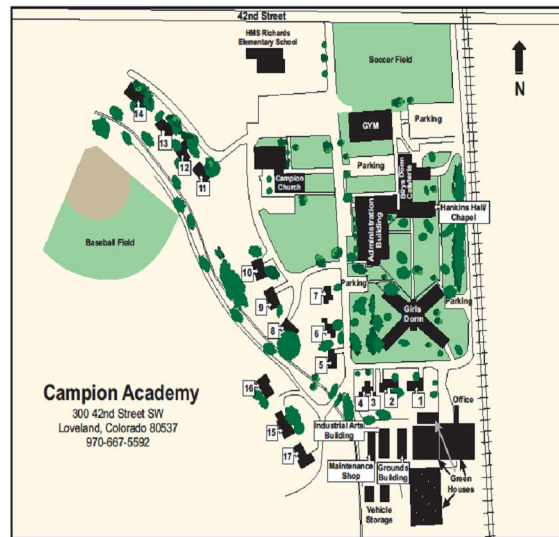 42nd Street
HMS Richards
Elementary School
Soccer Field
N
GYM
Parking
Parking
14
13
12
11
Campion
Church
Boys Dorm
Cafeteria
Hankins Hall/
Chapel
Administration
Building
Baseball Field
10
9
8
7
6
5
Parking
Parking
Girls
Dorm
Campion Academy
300 42nd Street SW
Loveland, Colorado 80537
970-667-5592
16
15
17
4
3
2
1
Office
Industrial Arts
Building
Maintenance
Shop
Grounds
Building
Green
Houses
Vehicle
Storage